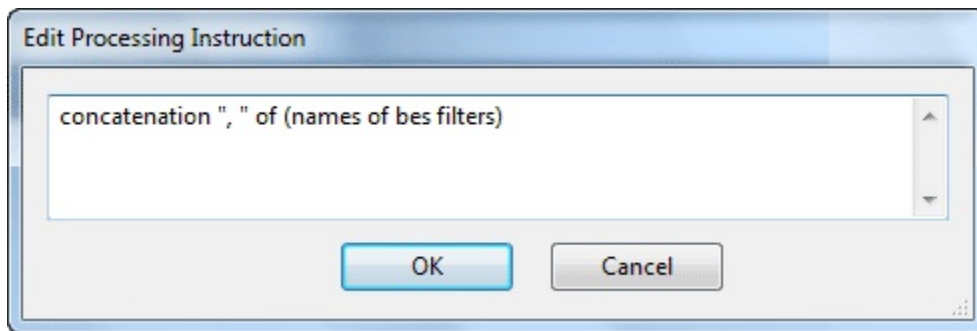 Edit Processing Instruction
concatenation ", " of (names of bes filters)
OK
Cancel